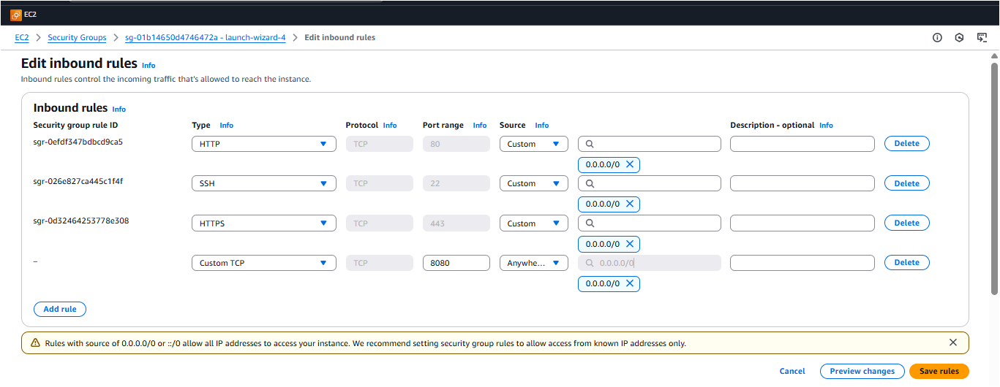 EC2
EC2 > Security Groups > sg-01b14650d4746472a - launch-wizard-4 > Edit inbound rules
Edit inbound rules Info
Inbound rules control the incoming traffic that's allowed to reach the instance.
Inbound rules Info
Security group rule ID Type Info Protocol Info Port range Info Source Info Description - optional Info
sgr-0efdf347bdbcd9ca5 HTTP TCP 80 Custom Delete
0.0.0.0/0
sgr-026e827ca445c1f4f SSH TCP 22 Custom Delete
0.0.0.0/0
sgr-0d32464253778e308 HTTPS TCP 443 Custom Delete
0.0.0.0/0
– Custom TCP TCP 8080 Anywhe... 0.0.0.0/0 Delete
0.0.0.0/0
Add rule
Rules with source of 0.0.0.0/0 or ::/0 allow all IP addresses to access your instance. We recommend setting security group rules to allow access from known IP addresses only.
Cancel Preview changes Save rules